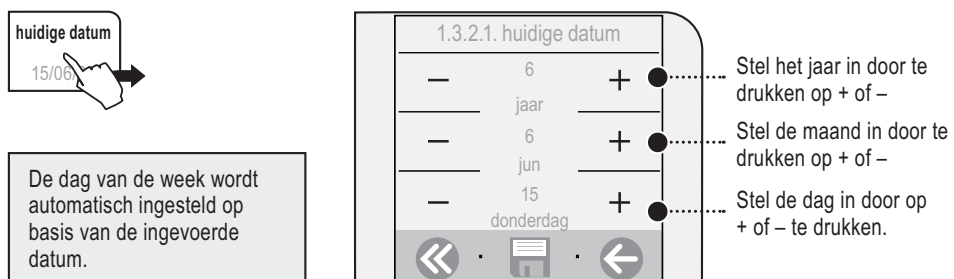 huidige datum
15/06/
De dag van de week wordt
automatisch ingesteld op
basis van de ingevoerde
datum.
1.3.2.1. huidige datum
– 6 +
jaar
– 6 +
jun
– 15 +
donderdag
Stel het jaar in door te
drukken op + of –
Stel de maand in door te
drukken op + of –
Stel de dag in door op
+ of – te drukken.